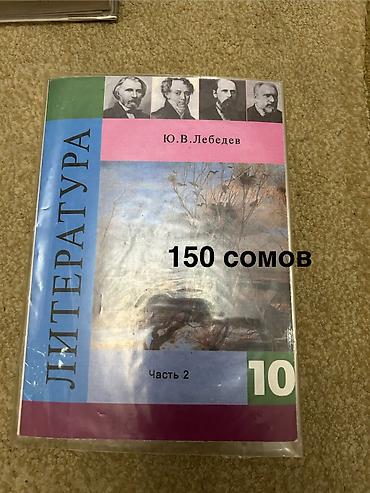 Ю.В.Лебедев
ЛИТЕРАТУРА
150 сомов
Часть 2
10